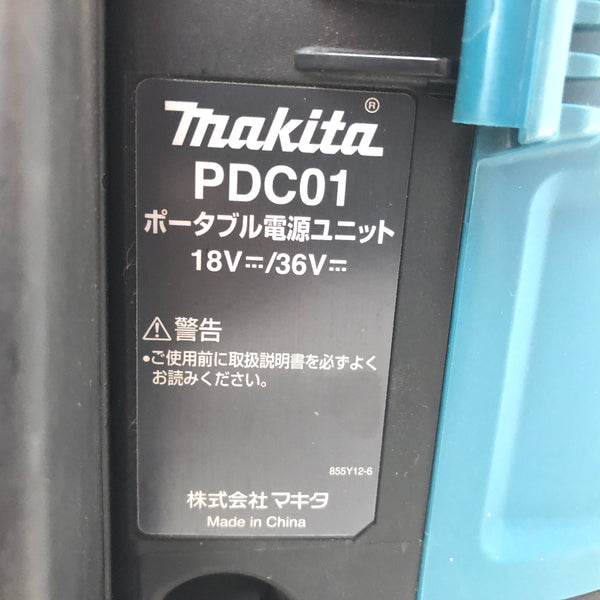 makita®
PDC01
ポータブル電源ユニット
18V⎓/36V⎓
⚠警告
•ご使用前に取扱説明書を必ずよく
お読みください。
855Y12-6
株式会社 マキタ
Made in China